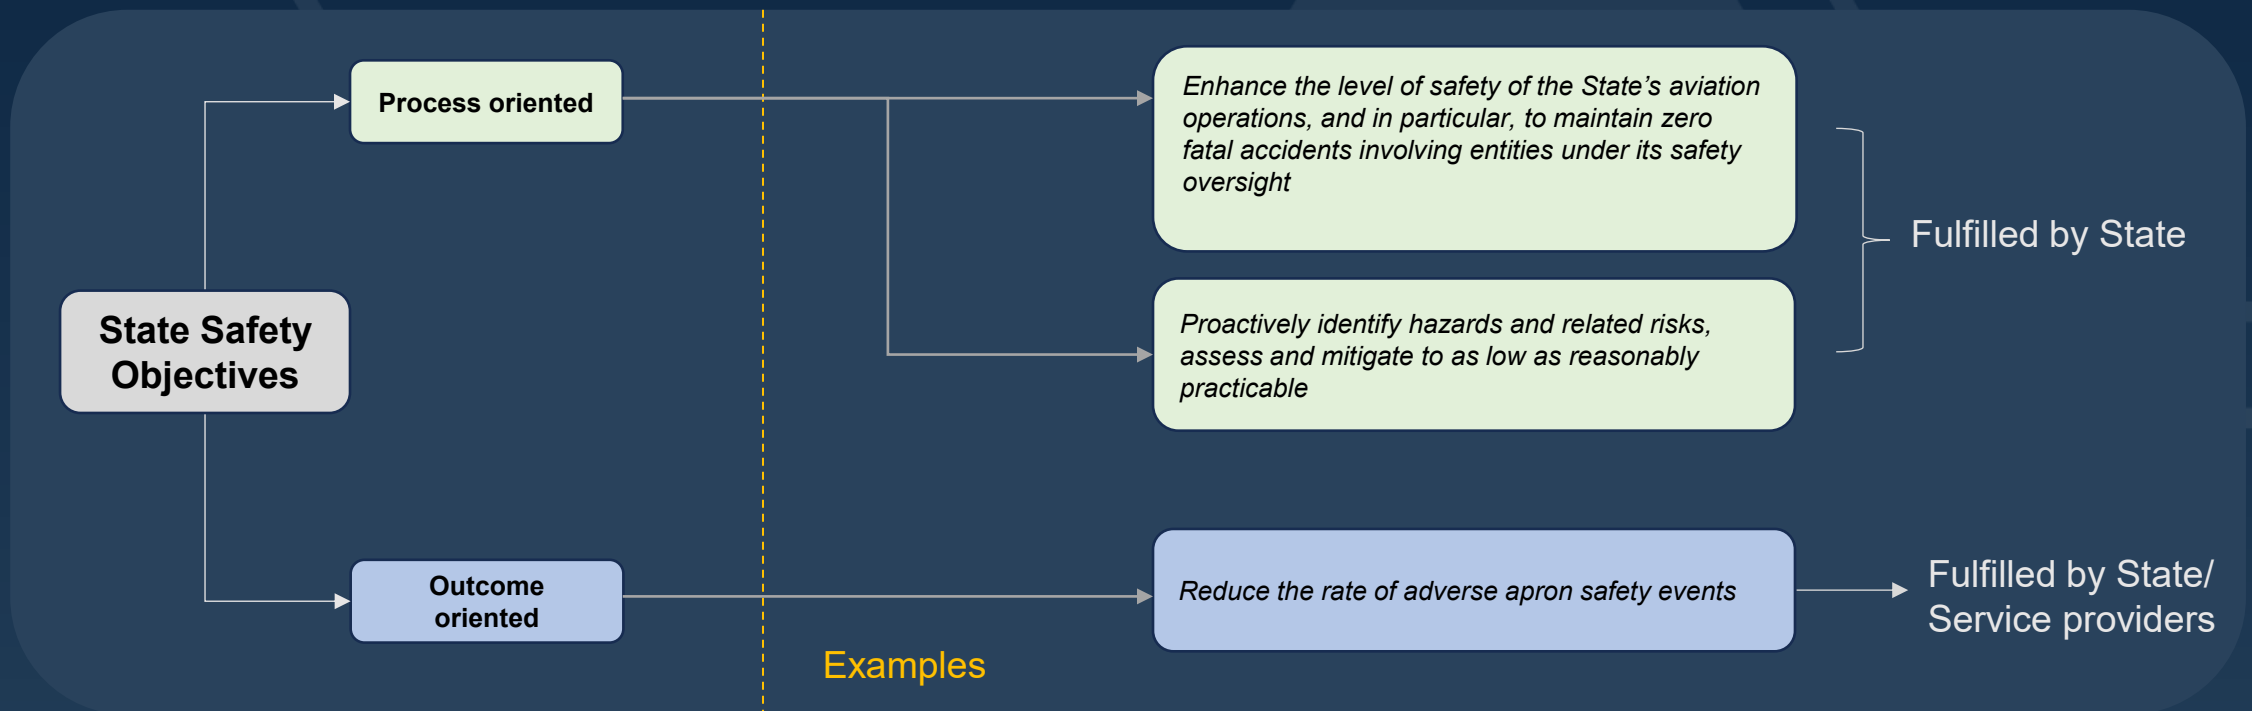 Process oriented
Enhance the level of safety of the State’s aviation
operations, and in particular, to maintain zero
fatal accidents involving entities under its safety
oversight
Fulfilled by State
State Safety
Objectives
Proactively identify hazards and related risks,
assess and mitigate to as low as reasonably
practicable
Outcome
oriented
Reduce the rate of adverse apron safety events
Fulfilled by State/
Service providers
Examples